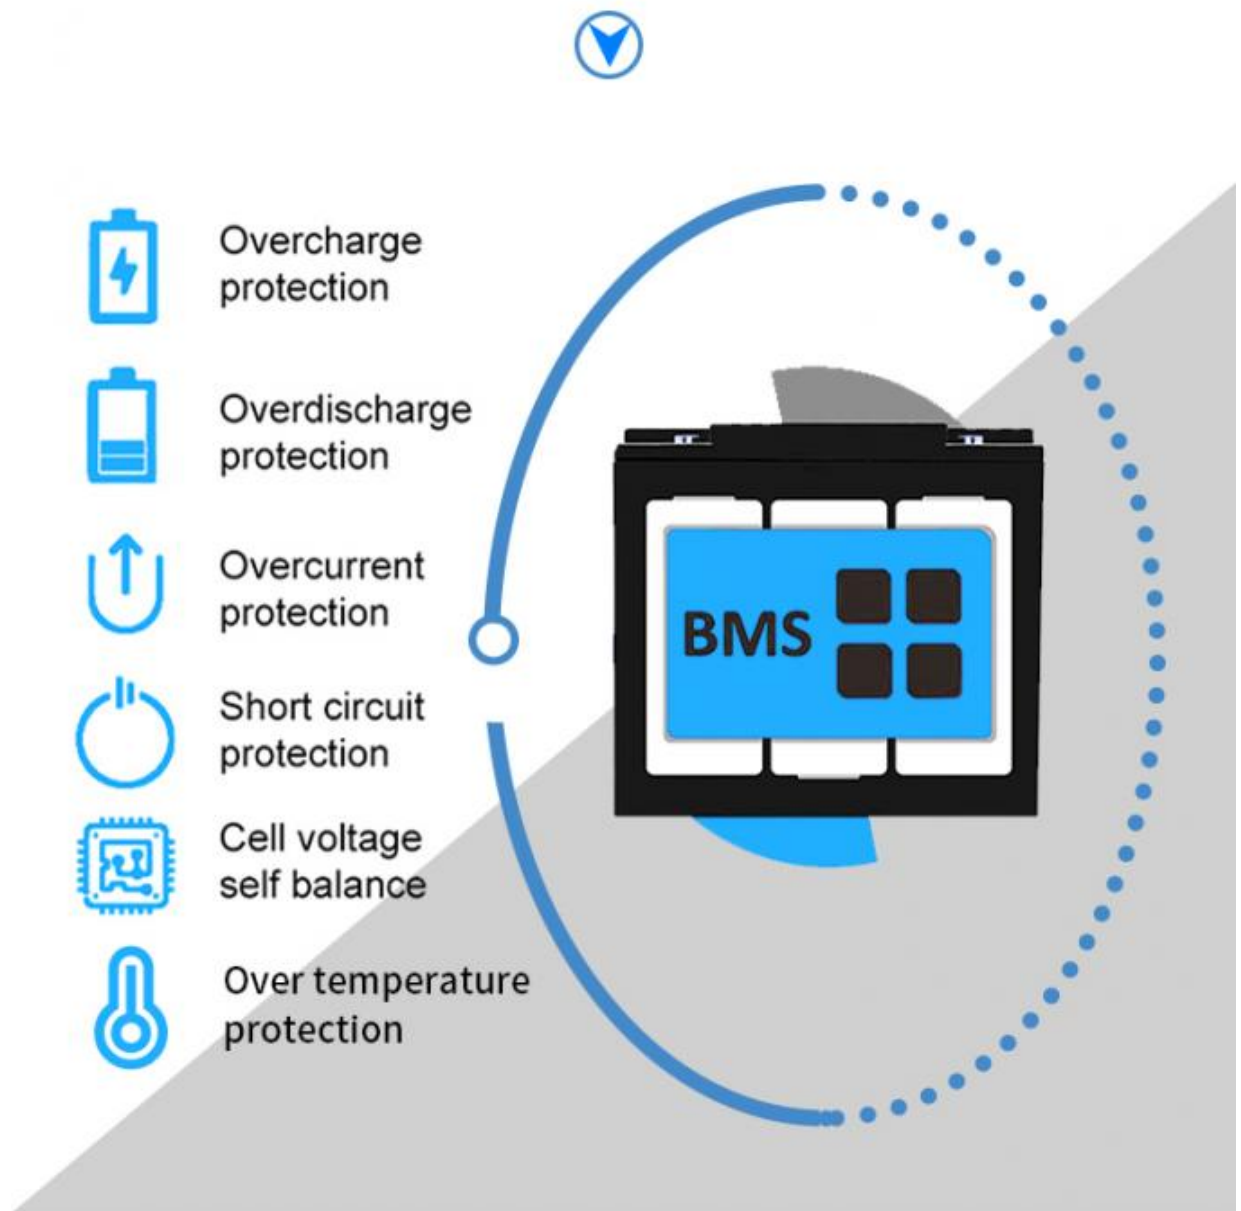 Overcharge
protection
Overdischarge
protection
Overcurrent
protection
BMS
Short circuit
protection
Cell voltage
self balance
Over temperature
protection